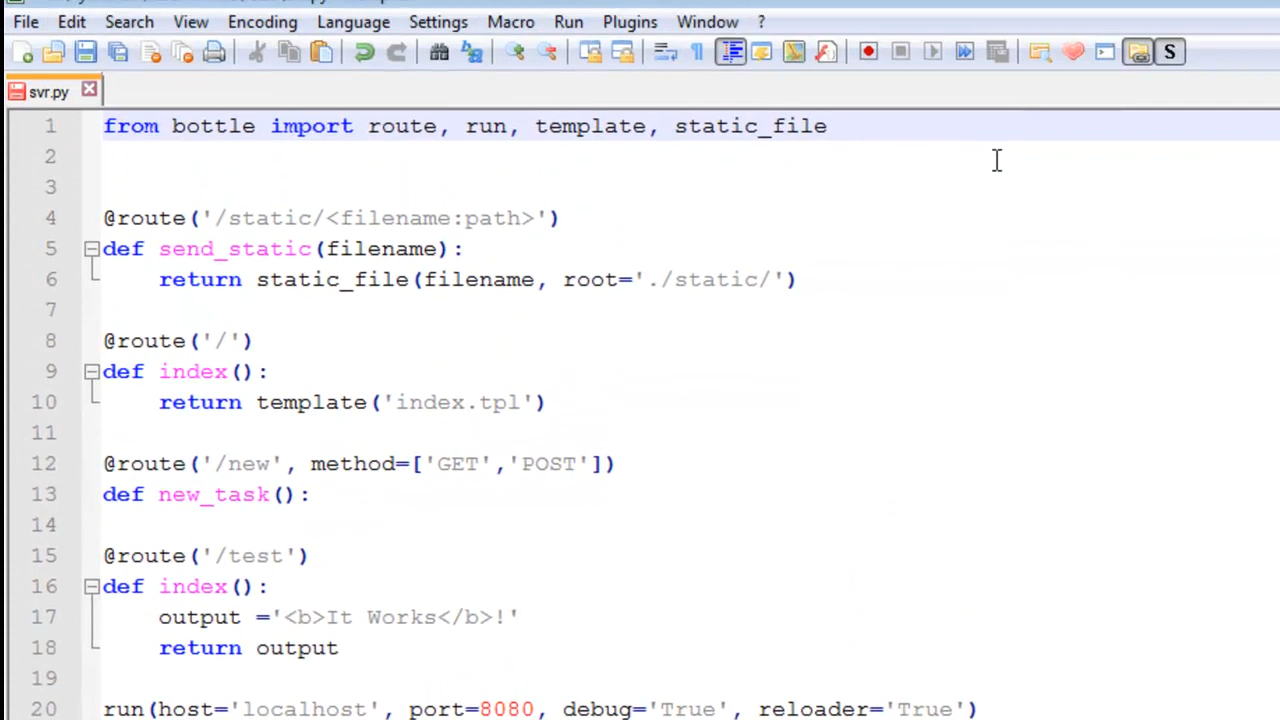 File Edit Search View Encoding Language Settings Macro Run Plugins Window ?
S
svr.py
1 from bottle import route, run, template, static_file
2
3
4 @route('/static/<filename:path>')
5 def send_static(filename):
6 return static_file(filename, root='./static/')
7
8 @route('/')
9 def index():
10 return template('index.tpl')
11
12 @route('/new', method=['GET','POST'])
13 def new_task():
14
15 @route('/test')
16 def index():
17 output ='<b>It Works</b>!'
18 return output
19
20 run(host='localhost', port=8080, debug='True', reloader='True')